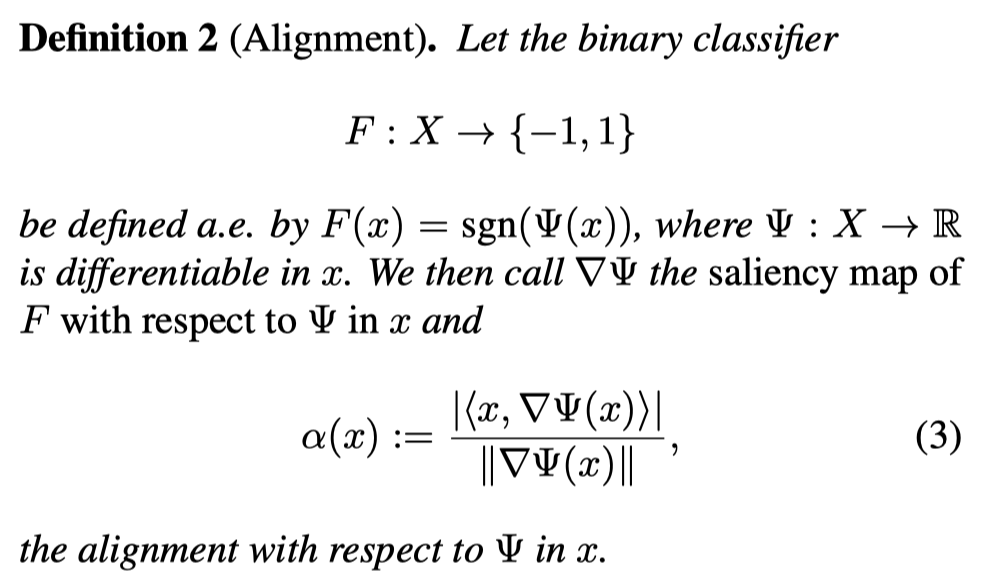 Definition 2 (Alignment). Let the binary classifier
F : X → {−1, 1}
be defined a.e. by F(x) = sgn(Ψ(x)), where Ψ : X → ℝ
is differentiable in x. We then call ∇Ψ the saliency map of
F with respect to Ψ in x and
α(x) := |⟨x, ∇Ψ(x)⟩| / ‖∇Ψ(x)‖, (3)
the alignment with respect to Ψ in x.